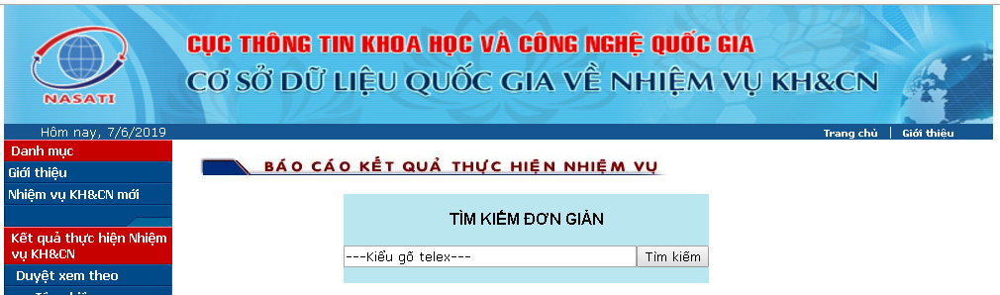 CỤC THÔNG TIN KHOA HỌC VÀ CÔNG NGHỆ QUỐC GIA
CƠ SỞ DỮ LIỆU QUỐC GIA VỀ NHIỆM VỤ KH&CN
NASATI
Hôm nay, 7/6/2019
Trang chủ | Giới thiệu
Danh mục
Giới thiệu
Nhiệm vụ KH&CN mới
Kết quả thực hiện Nhiệm
vụ KH&CN
Duyệt xem theo
BÁO CÁO KẾT QUẢ THỰC HIỆN NHIỆM VỤ
TÌM KIẾM ĐƠN GIẢN
---Kiểu gõ telex--- Tìm kiếm